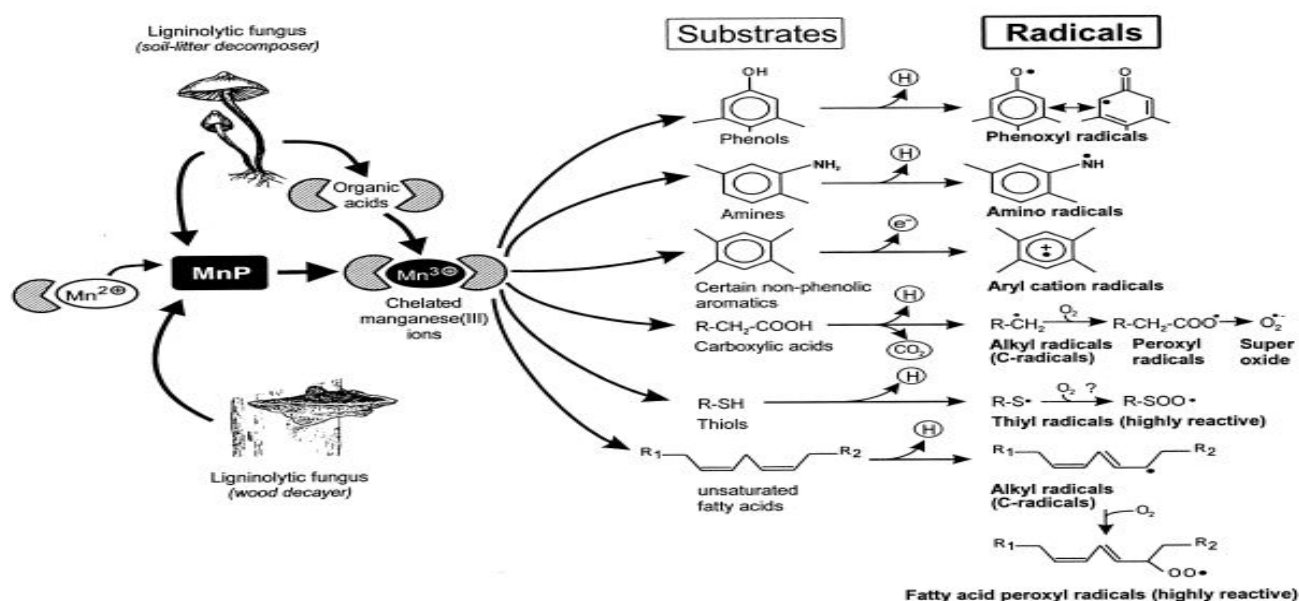 Ligninolytic fungus
(soil-litter decomposer)
Organic
acids
Mn2⊕
MnP
Mn3⊕
Chelated
manganese(III)
ions
Ligninolytic fungus
(wood decayer)
Substrates
Radicals
OH
Phenols
H
O•
O
Phenoxyl radicals
NH2
Amines
H
•NH
Amino radicals
Certain non-phenolic
aromatics
e−
+
•
Aryl cation radicals
R-CH2-COOH
Carboxylic acids
H
CO2
R-ĊH2
O2
R-CH2-COO•
O2•-
Alkyl radicals
(C-radicals)
Peroxyl
radicals
Super
oxide
R-SH
Thiols
H
R-S•
O2 ?
R-SOO•
Thiyl radicals (highly reactive)
R1
R2
unsaturated
fatty acids
H
R1
R2
•
Alkyl radicals
(C-radicals)
O2
R1
R2
OO•
Fatty acid peroxyl radicals (highly reactive)